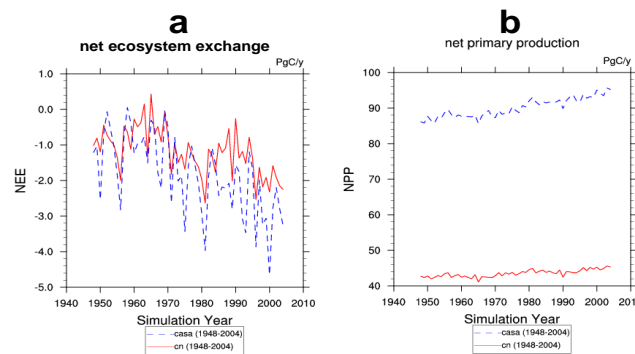 a
net ecosystem exchange
PgC/y
1.0
0.0
-1.0
-2.0
-3.0
-4.0
-5.0
NEE
1940 1950 1960 1970 1980 1990 2000 2010
Simulation Year
casa (1948-2004)
cn (1948-2004)
b
net primary production
PgC/y
100
90
80
70
60
50
40
NPP
1940 1950 1960 1970 1980 1990 2000 2010
Simulation Year
casa (1948-2004)
cn (1948-2004)